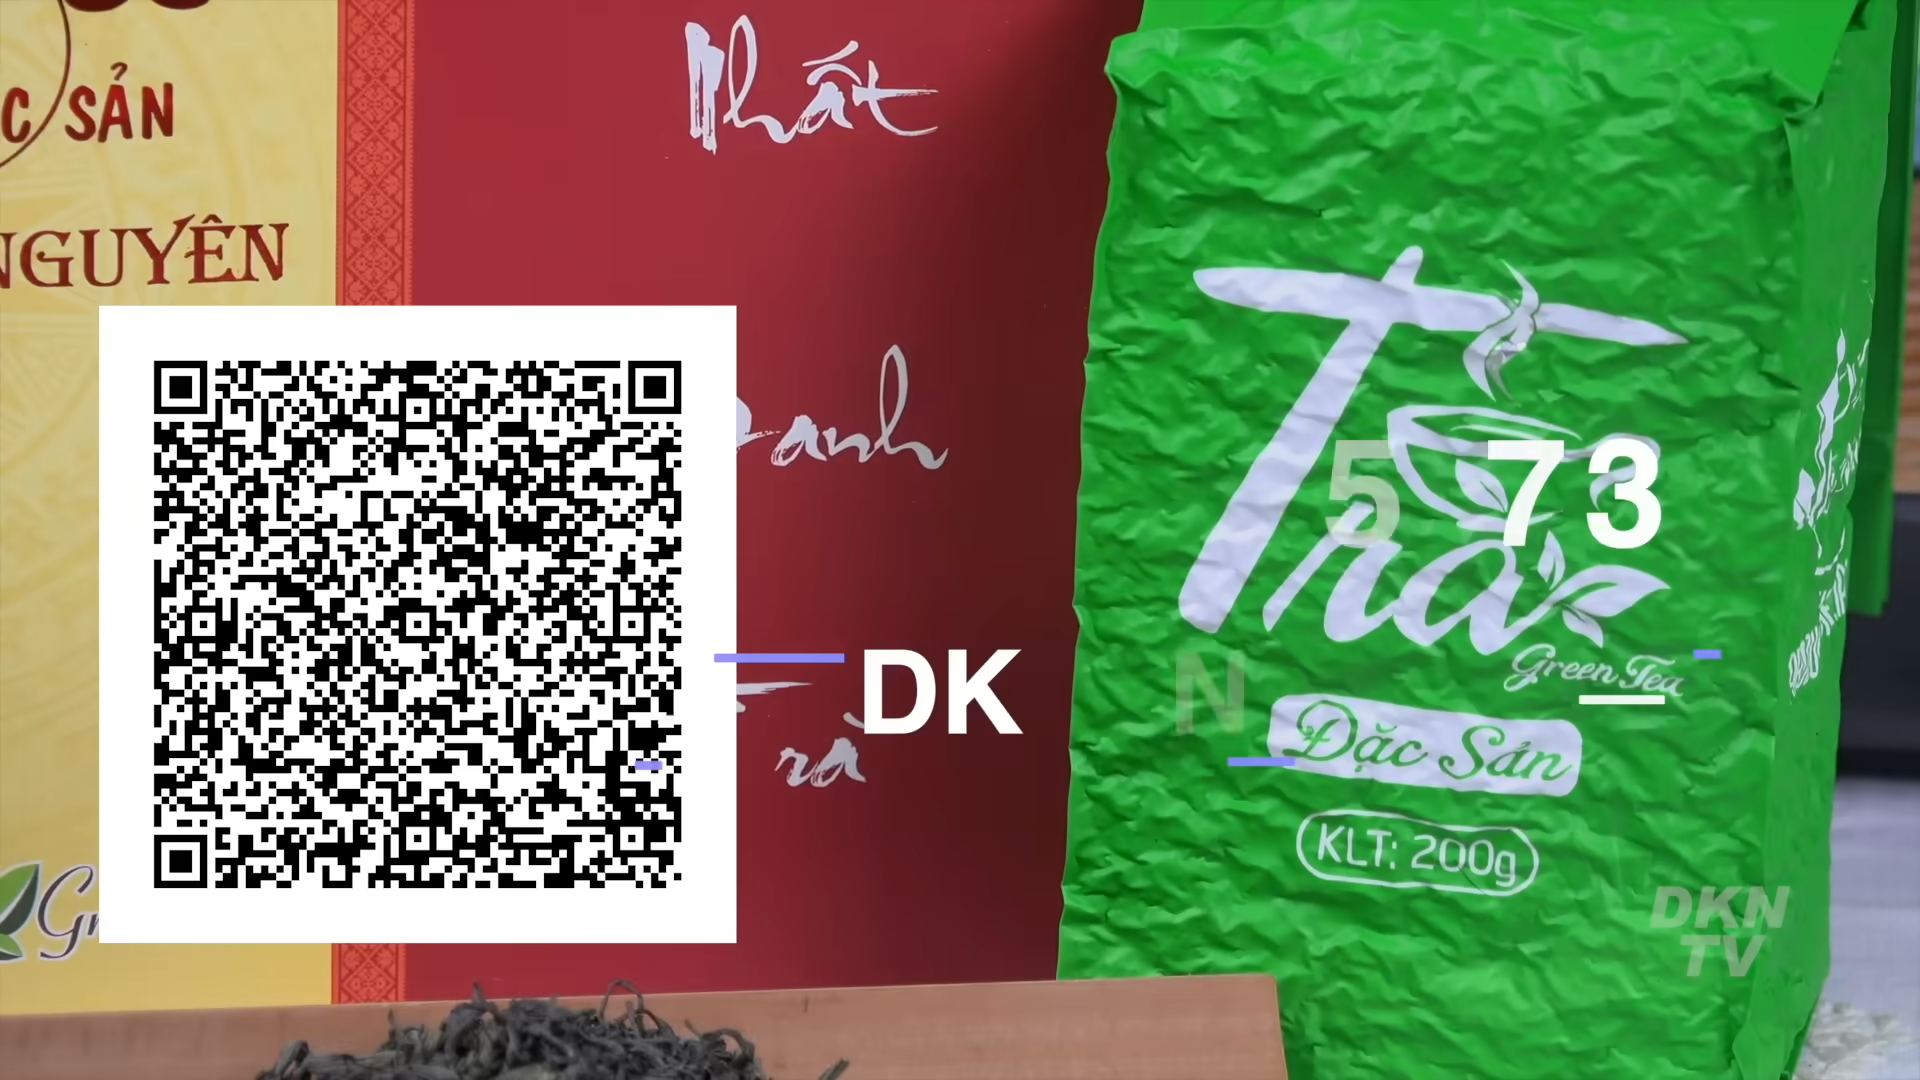 C SẢN
NGUYÊN
Nhất
anh
rà
Trà
Green Tea
Đặc Sản
KLT: 200g
5 73
DK N
DKN
TV